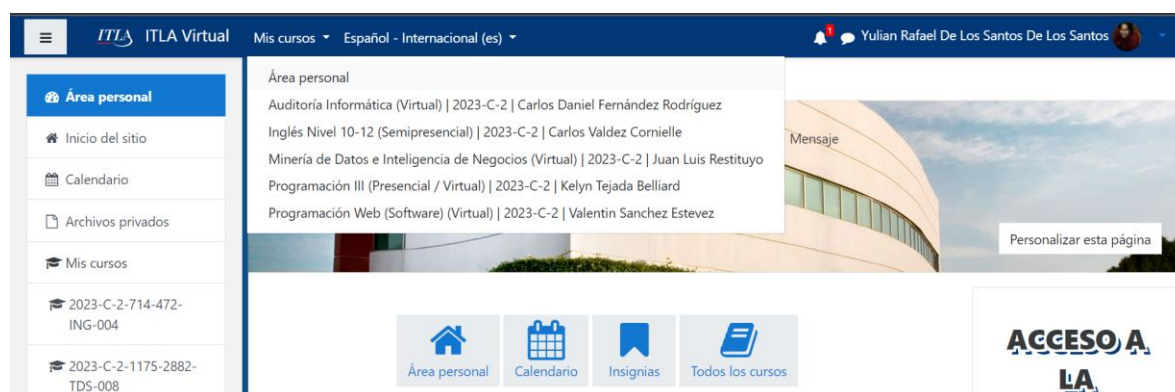 ITLA ITLA Virtual Mis cursos Español - Internacional (es) 1 Yulian Rafael De Los Santos De Los Santos
Área personal
Inicio del sitio
Calendario
Archivos privados
Mis cursos
2023-C-2-714-472-
ING-004
2023-C-2-1175-2882-
TDS-008
Área personal
Auditoría Informática (Virtual) | 2023-C-2 | Carlos Daniel Fernández Rodríguez
Inglés Nivel 10-12 (Semipresencial) | 2023-C-2 | Carlos Valdez Cornielle
Minería de Datos e Inteligencia de Negocios (Virtual) | 2023-C-2 | Juan Luis Restituyo
Programación III (Presencial / Virtual) | 2023-C-2 | Kelyn Tejada Belliard
Programación Web (Software) (Virtual) | 2023-C-2 | Valentin Sanchez Estevez
Mensaje
Personalizar esta página
Área personal
Calendario
Insignias
Todos los cursos
ACCESO A
LA